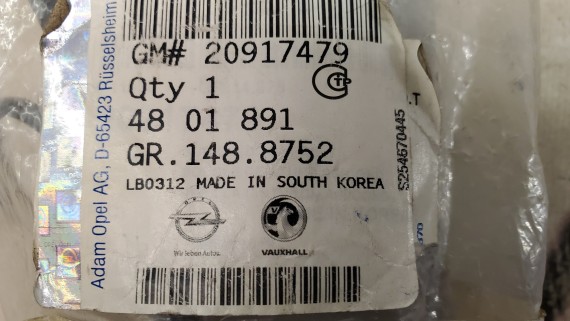 GM# 20917479
Qty 1
48 01 891
GR.148.8752
LB0312 MADE IN SOUTH KOREA
OPEL
Wir leben Autos.
VAUXHALL
Adam Opel AG, D-65423 Rüsselsheim
S254670445